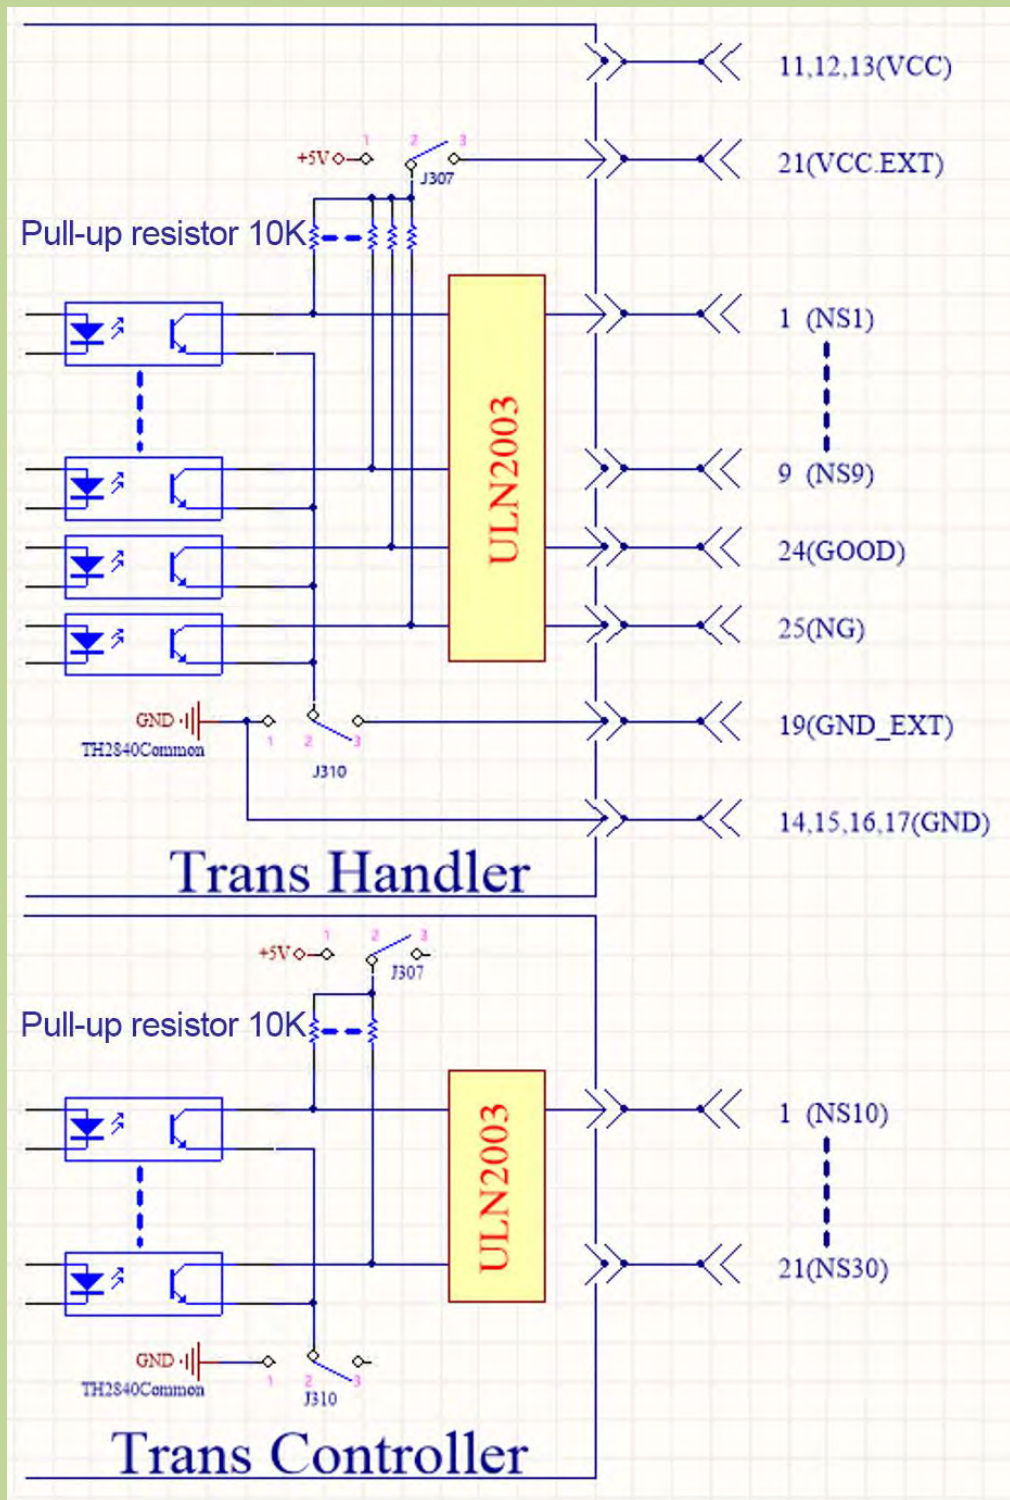 11,12,13(VCC)
1 2 3
+5V
21(VCC.EXT)
J307
Pull-up resistor 10K
ULN2003
1 (NS1)
9 (NS9)
24(GOOD)
25(NG)
GND
19(GND_EXT)
1 2 3
TH2840Common
J310
14,15,16,17(GND)
Trans Handler
1 2 3
+5V
J307
Pull-up resistor 10K
ULN2003
1 (NS10)
21(NS30)
GND
1 2 3
TH2840Common
J310
Trans Controller